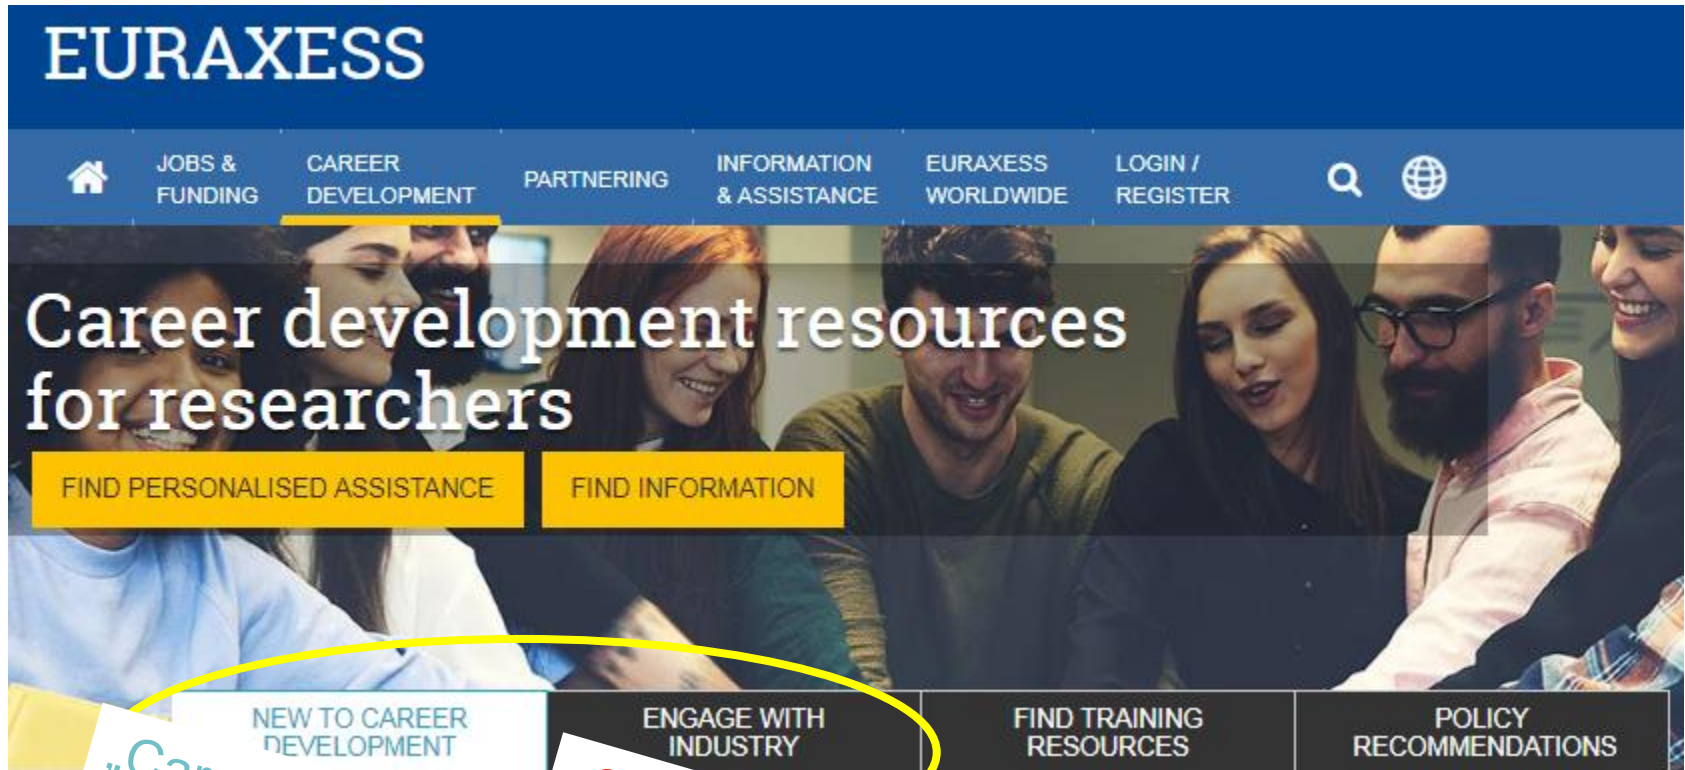 EURAXESS
JOBS &
FUNDING
CAREER
DEVELOPMENT
PARTNERING
INFORMATION
& ASSISTANCE
EURAXESS
WORLDWIDE
LOGIN /
REGISTER
Career development resources
for researchers
FIND PERSONALISED ASSISTANCE
FIND INFORMATION
NEW TO CAREER
DEVELOPMENT
ENGAGE WITH
INDUSTRY
FIND TRAINING
RESOURCES
POLICY
RECOMMENDATIONS